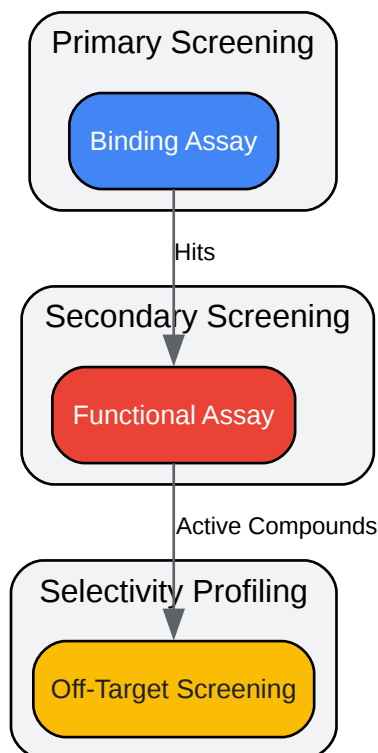 Primary Screening
Binding Assay
Hits
Secondary Screening
Functional Assay
Active Compounds
Selectivity Profiling
Off-Target Screening